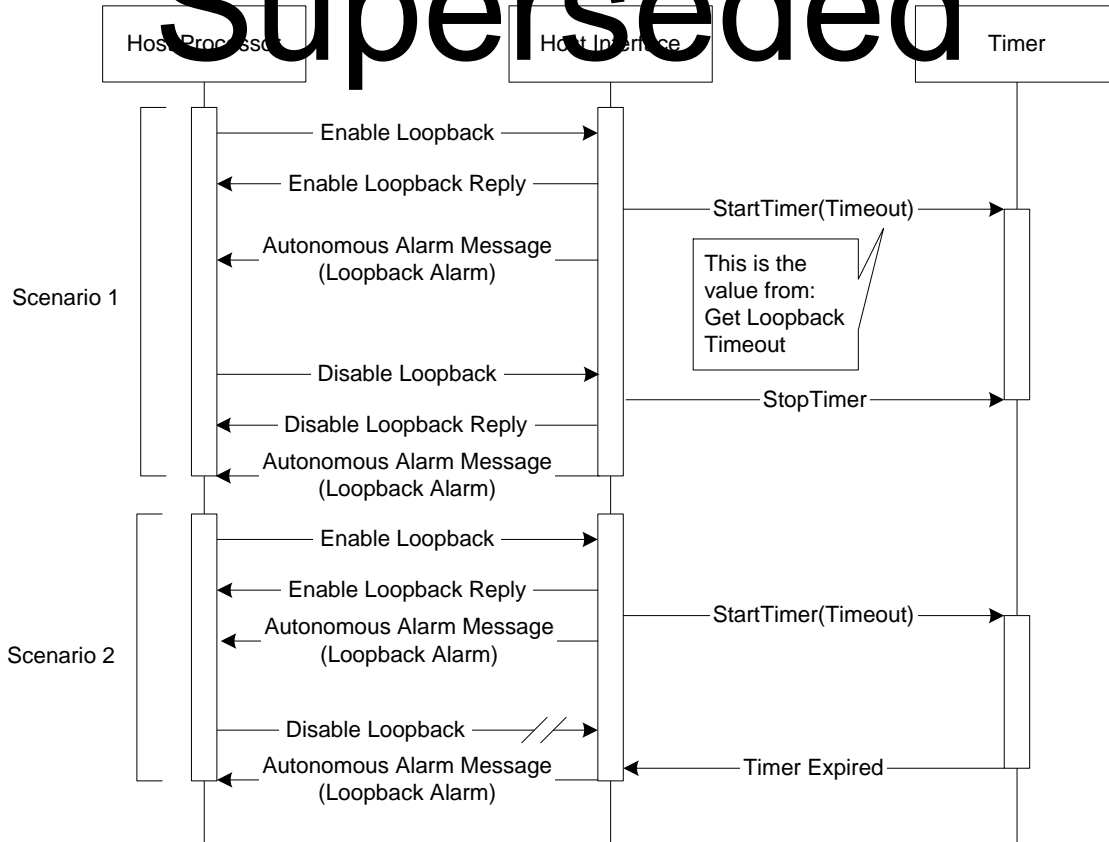 Superseded
Host Processor
Host Interface
Timer
Enable Loopback
Enable Loopback Reply
StartTimer(Timeout)
Autonomous Alarm Message
(Loopback Alarm)
This is the
value from:
Get Loopback
Timeout
Scenario 1
Disable Loopback
StopTimer
Disable Loopback Reply
Autonomous Alarm Message
(Loopback Alarm)
Enable Loopback
Enable Loopback Reply
StartTimer(Timeout)
Autonomous Alarm Message
(Loopback Alarm)
Scenario 2
Disable Loopback
Autonomous Alarm Message
(Loopback Alarm)
Timer Expired